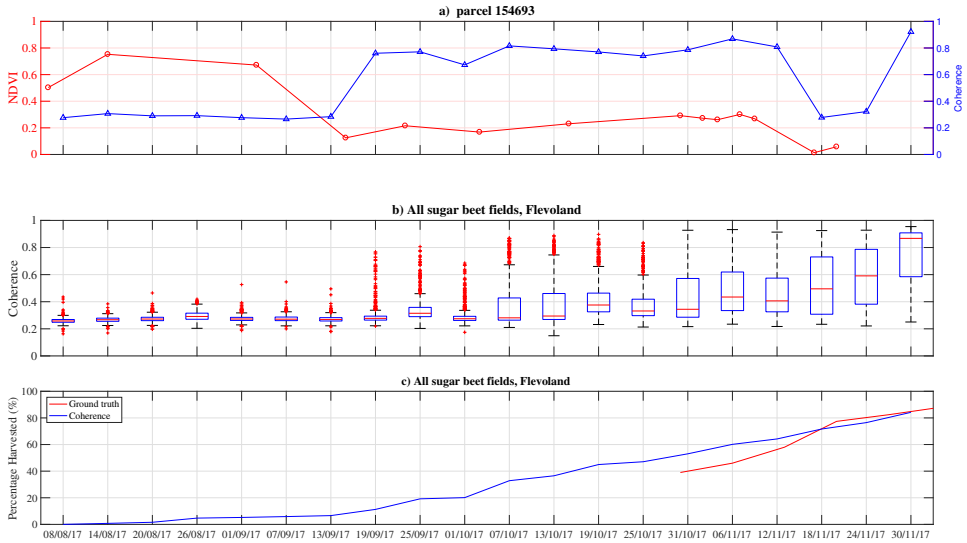 a) parcel 154693
1
0.8
0.6
0.4
0.2
0
NDVI
1
0.8
0.6
0.4
0.2
0
Coherence
b) All sugar beet fields, Flevoland
1
0.8
0.6
0.4
0.2
0
Coherence
c) All sugar beet fields, Flevoland
100
80
60
40
20
0
Percentage Harvested (%)
Ground truth
Coherence
08/08/17 14/08/17 20/08/17 26/08/17 01/09/17 07/09/17 13/09/17 19/09/17 25/09/17 01/10/17 07/10/17 13/10/17 19/10/17 25/10/17 31/10/17 06/11/17 12/11/17 18/11/17 24/11/17 30/11/17